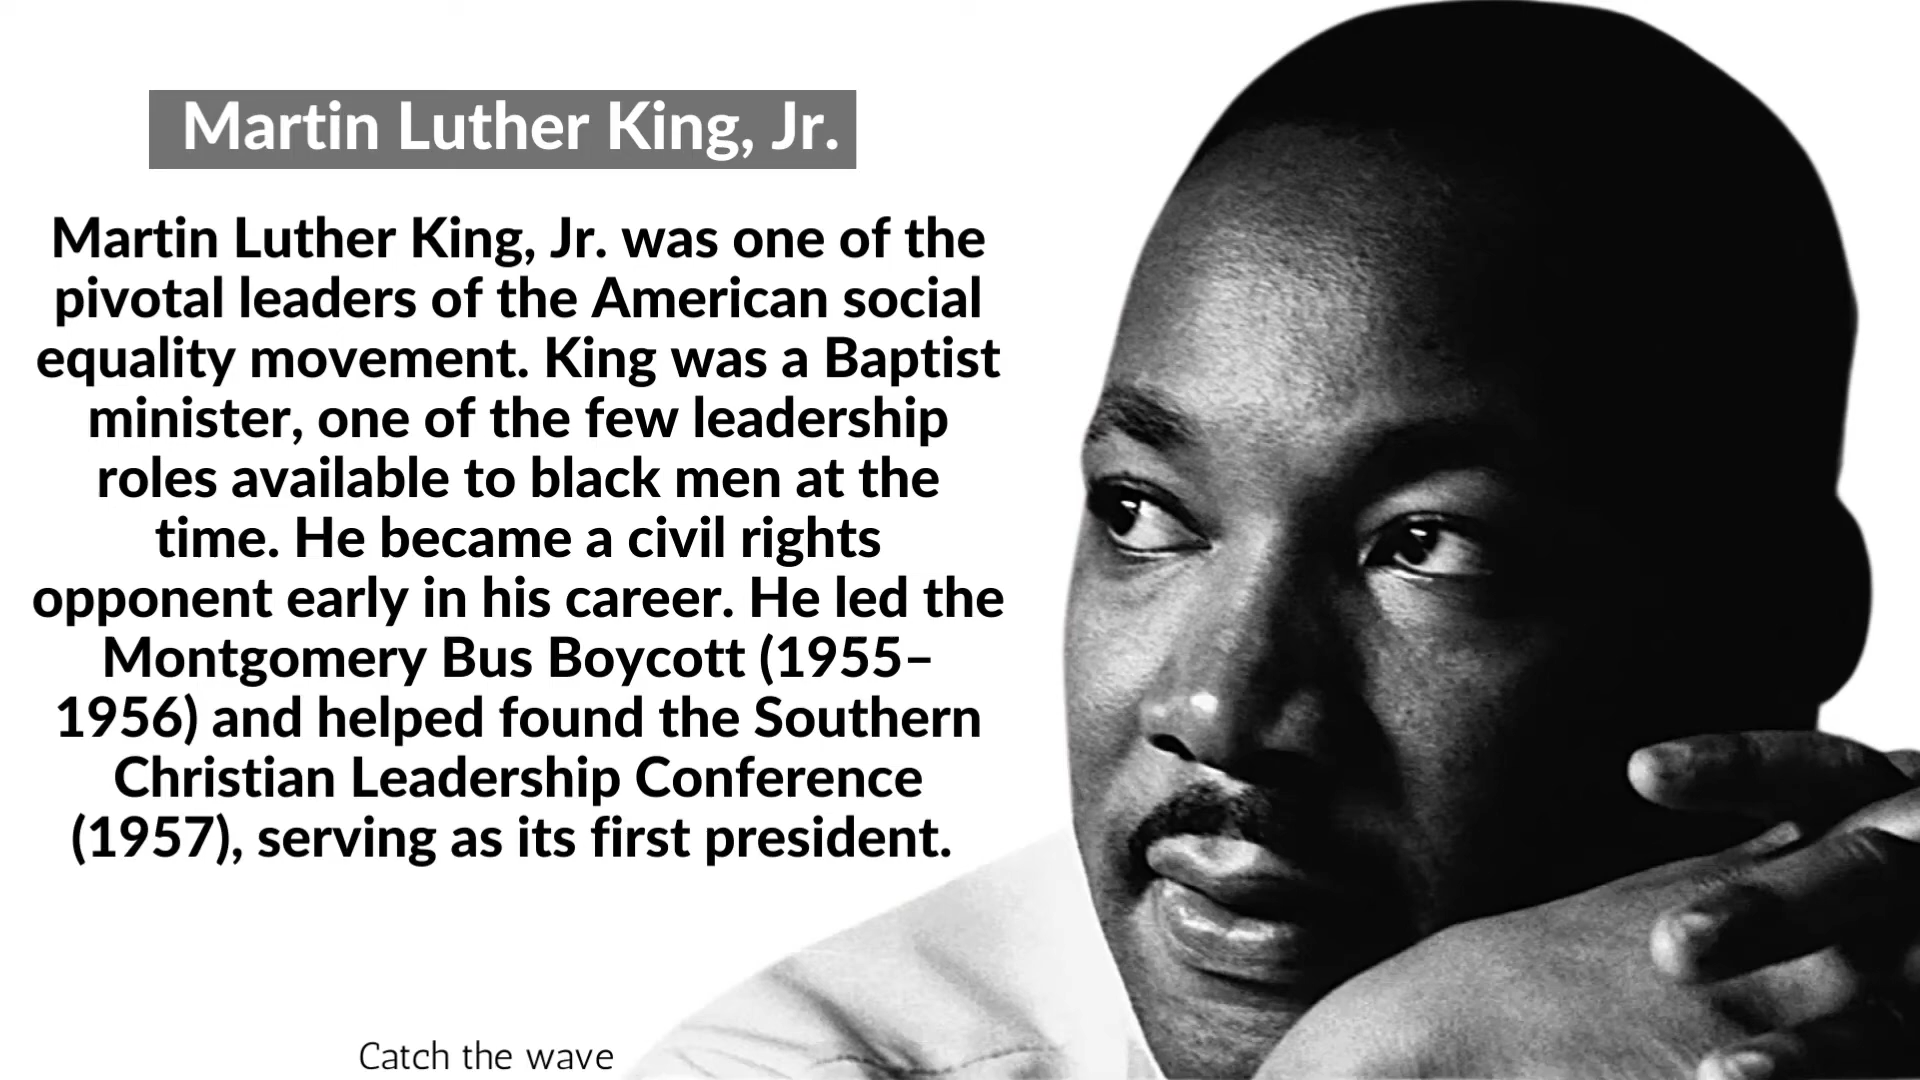 Martin Luther King, Jr.
Martin Luther King, Jr. was one of the
pivotal leaders of the American social
equality movement. King was a Baptist
minister, one of the few leadership
roles available to black men at the
time. He became a civil rights
opponent early in his career. He led the
Montgomery Bus Boycott (1955–
1956) and helped found the Southern
Christian Leadership Conference
(1957), serving as its first president.
Catch the wave